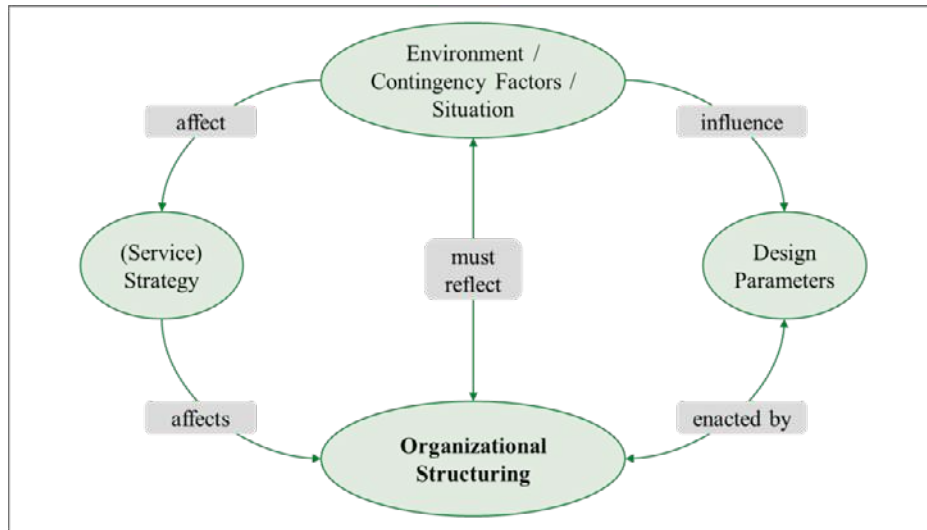 Environment /
Contingency Factors /
Situation
affect
influence
(Service)
Strategy
must
reflect
Design
Parameters
affects
enacted by
Organizational
Structuring